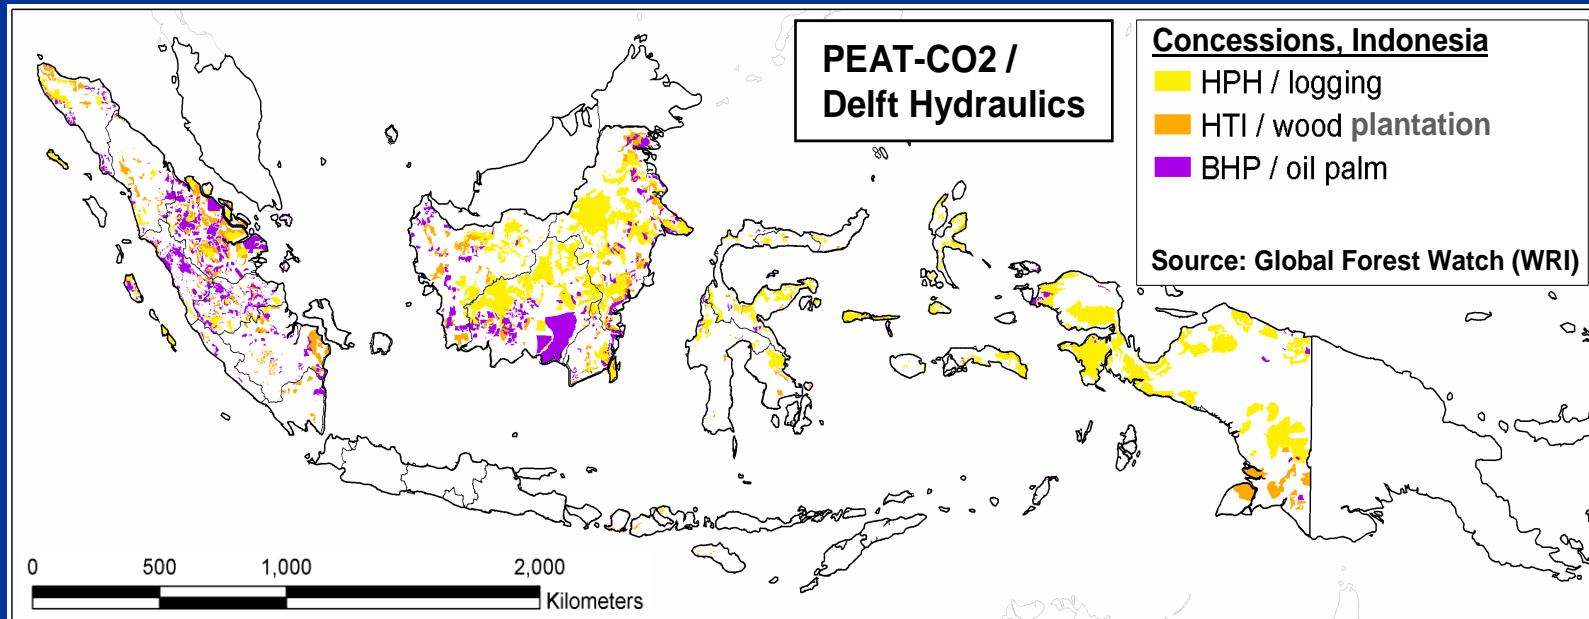 PEAT-CO2 /
Delft Hydraulics
Concessions, Indonesia
HPH / logging
HTI / wood plantation
BHP / oil palm
Source: Global Forest Watch (WRI)
0 500 1,000 2,000
Kilometers